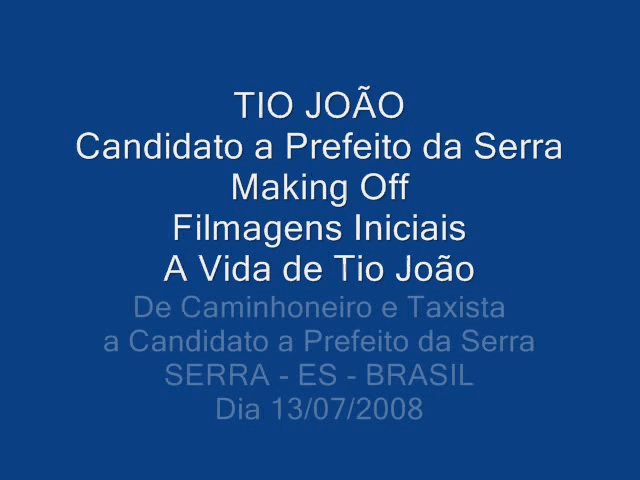 TIO JOÃO
Candidato a Prefeito da Serra
Making Off
Filmagens Iniciais
A Vida de Tio João
De Caminhoneiro e Taxista
a Candidato a Prefeito da Serra
SERRA - ES - BRASIL
Dia 13/07/2008